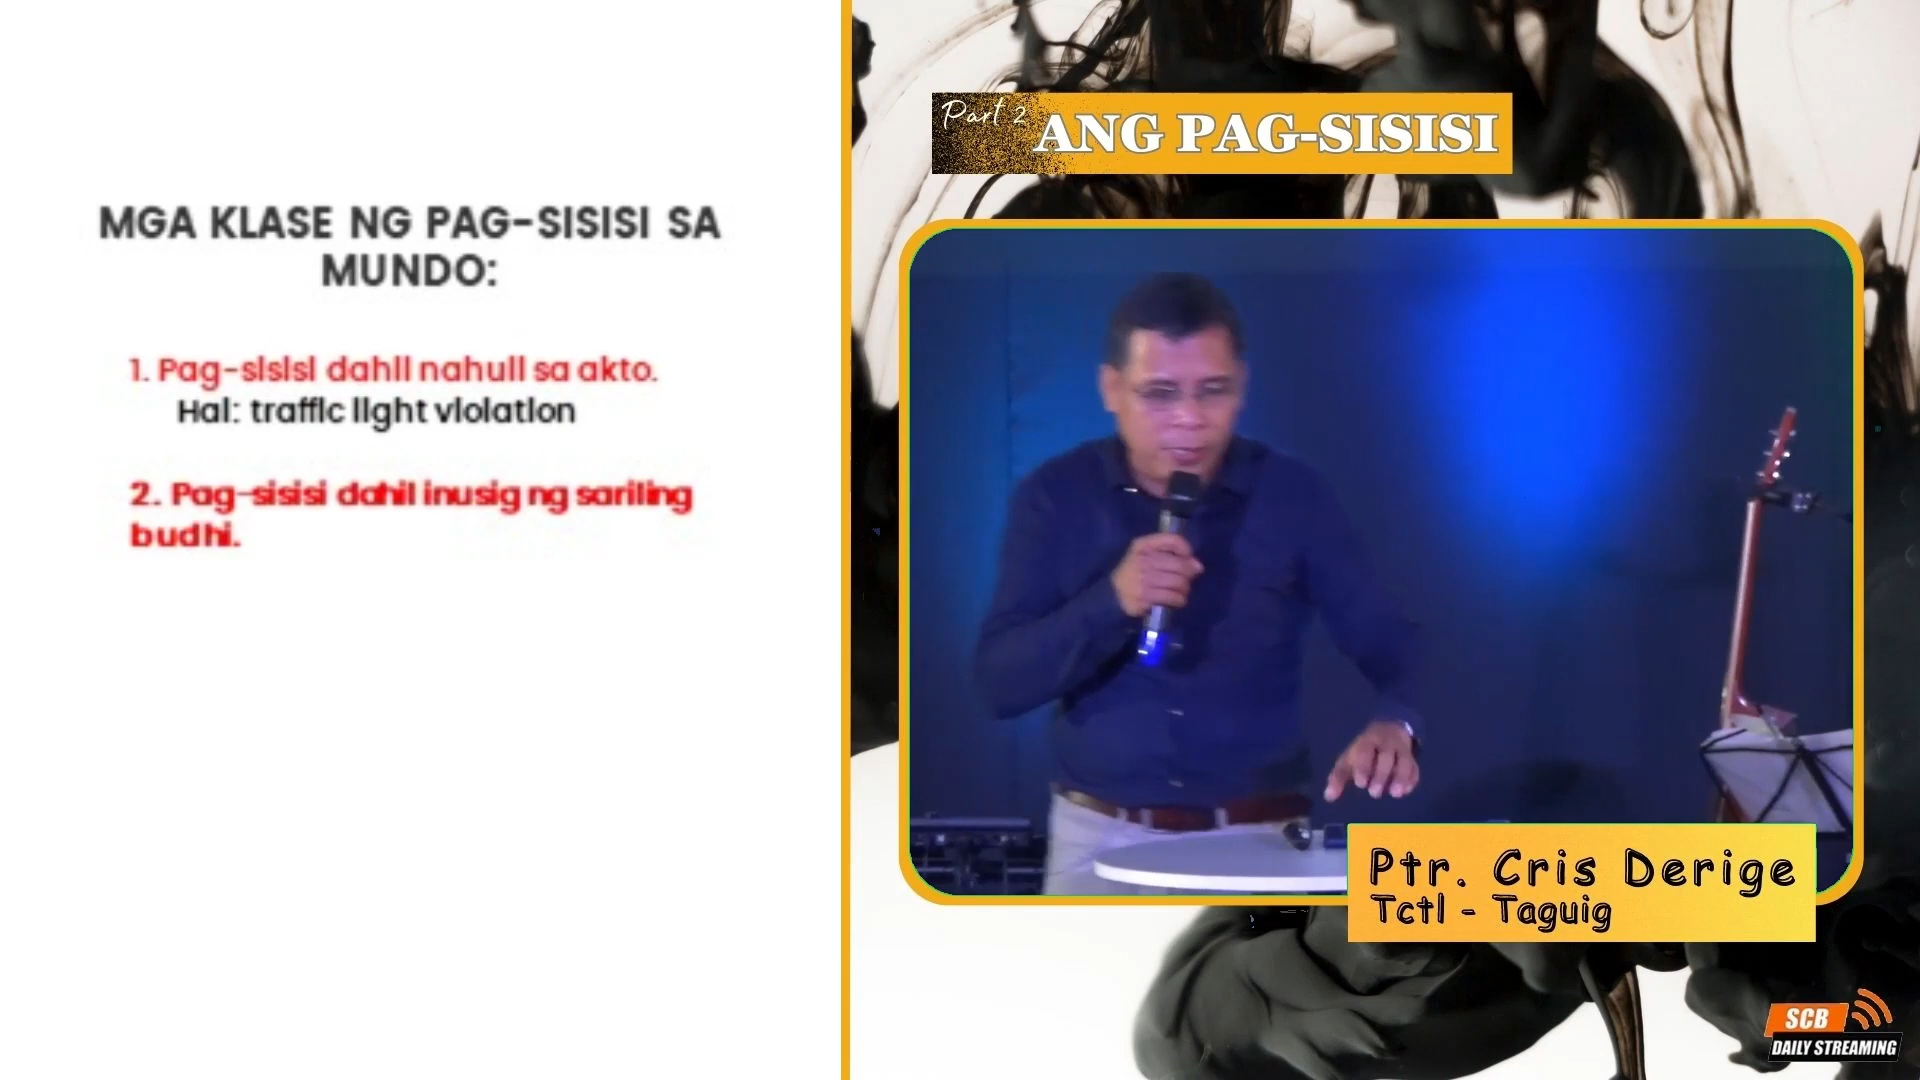 MGA KLASE NG PAG-SISISI SA
MUNDO:
1. Pag-sisisi dahil nahuli sa akto.
Hal: traffic light violation
2. Pag-sisisi dahil inusig ng sariling
budhi.
Part 2
ANG PAG-SISISI
Ptr. Cris Derige
Tctl - Taguig
SCB
DAILY STREAMING